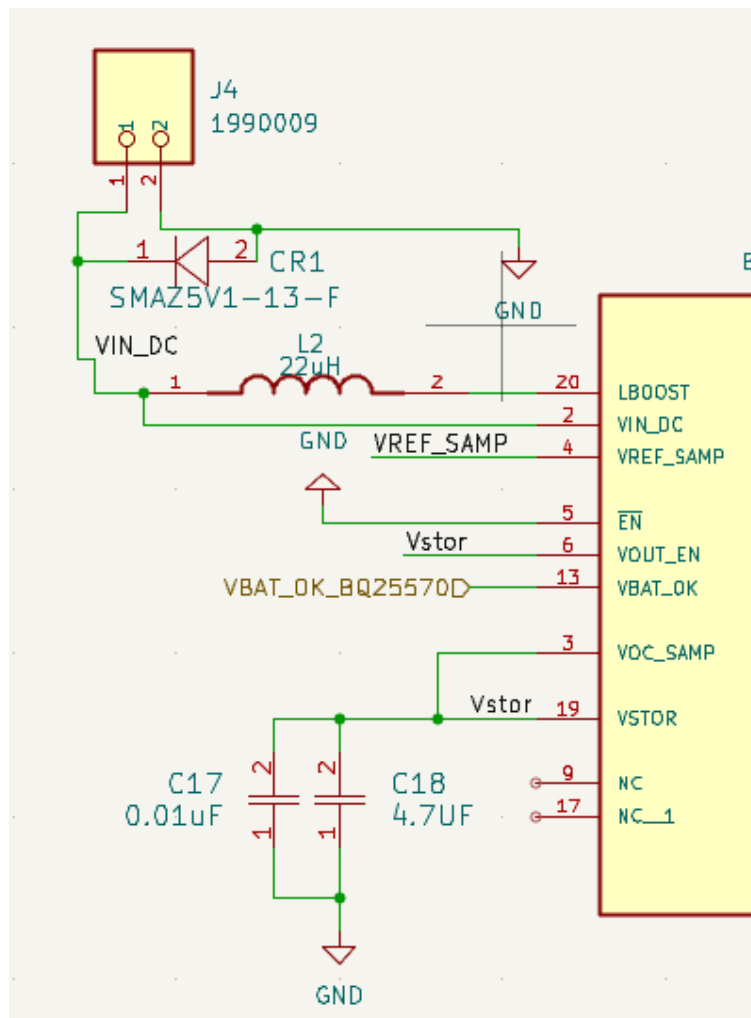 J4
1990009
1
2
1
2
1
2
CR1
SMAZ5V1-13-F
GND
B
VIN_DC
L2
22uH
1
2
20
LBOOST
2
VIN_DC
GND
VREF_SAMP
4
VREF_SAMP
5
EN
Vstor
6
VOUT_EN
VBAT_OK_BQ25570
13
VBAT_OK
3
VOC_SAMP
Vstor
19
VSTOR
C17
0.01uF
2
1
2
1
C18
4.7UF
9
NC
17
NC__1
GND